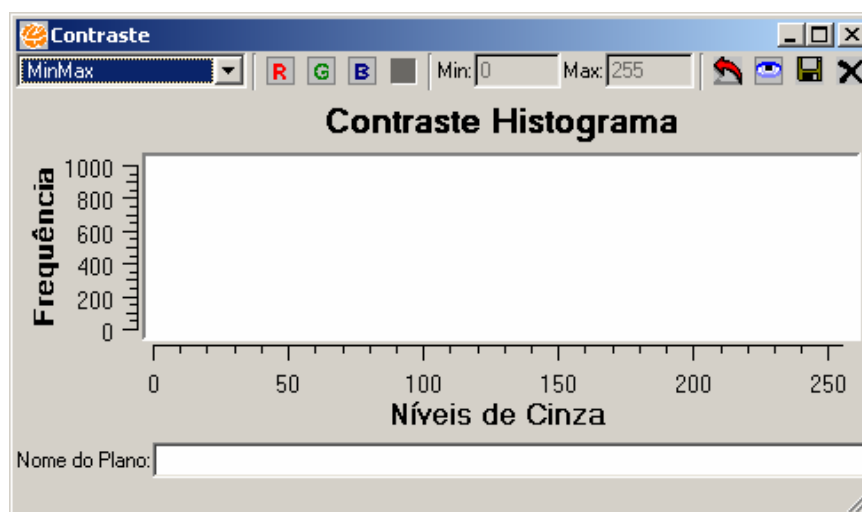 Contraste
MinMax R G B Min: 0 Max: 255
Contraste Histograma
Frequência
1000
800
600
400
200
0
0 50 100 150 200 250
Níveis de Cinza
Nome do Plano: